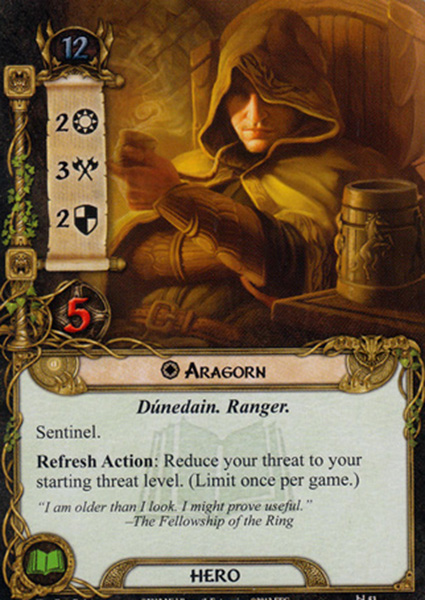 12
2
3
2
5
Aragorn
Dúnedain. Ranger.
Sentinel.
Refresh Action: Reduce your threat to your
starting threat level. (Limit once per game.)
“I am older than I look. I might prove useful.”
–The Fellowship of the Ring
HERO